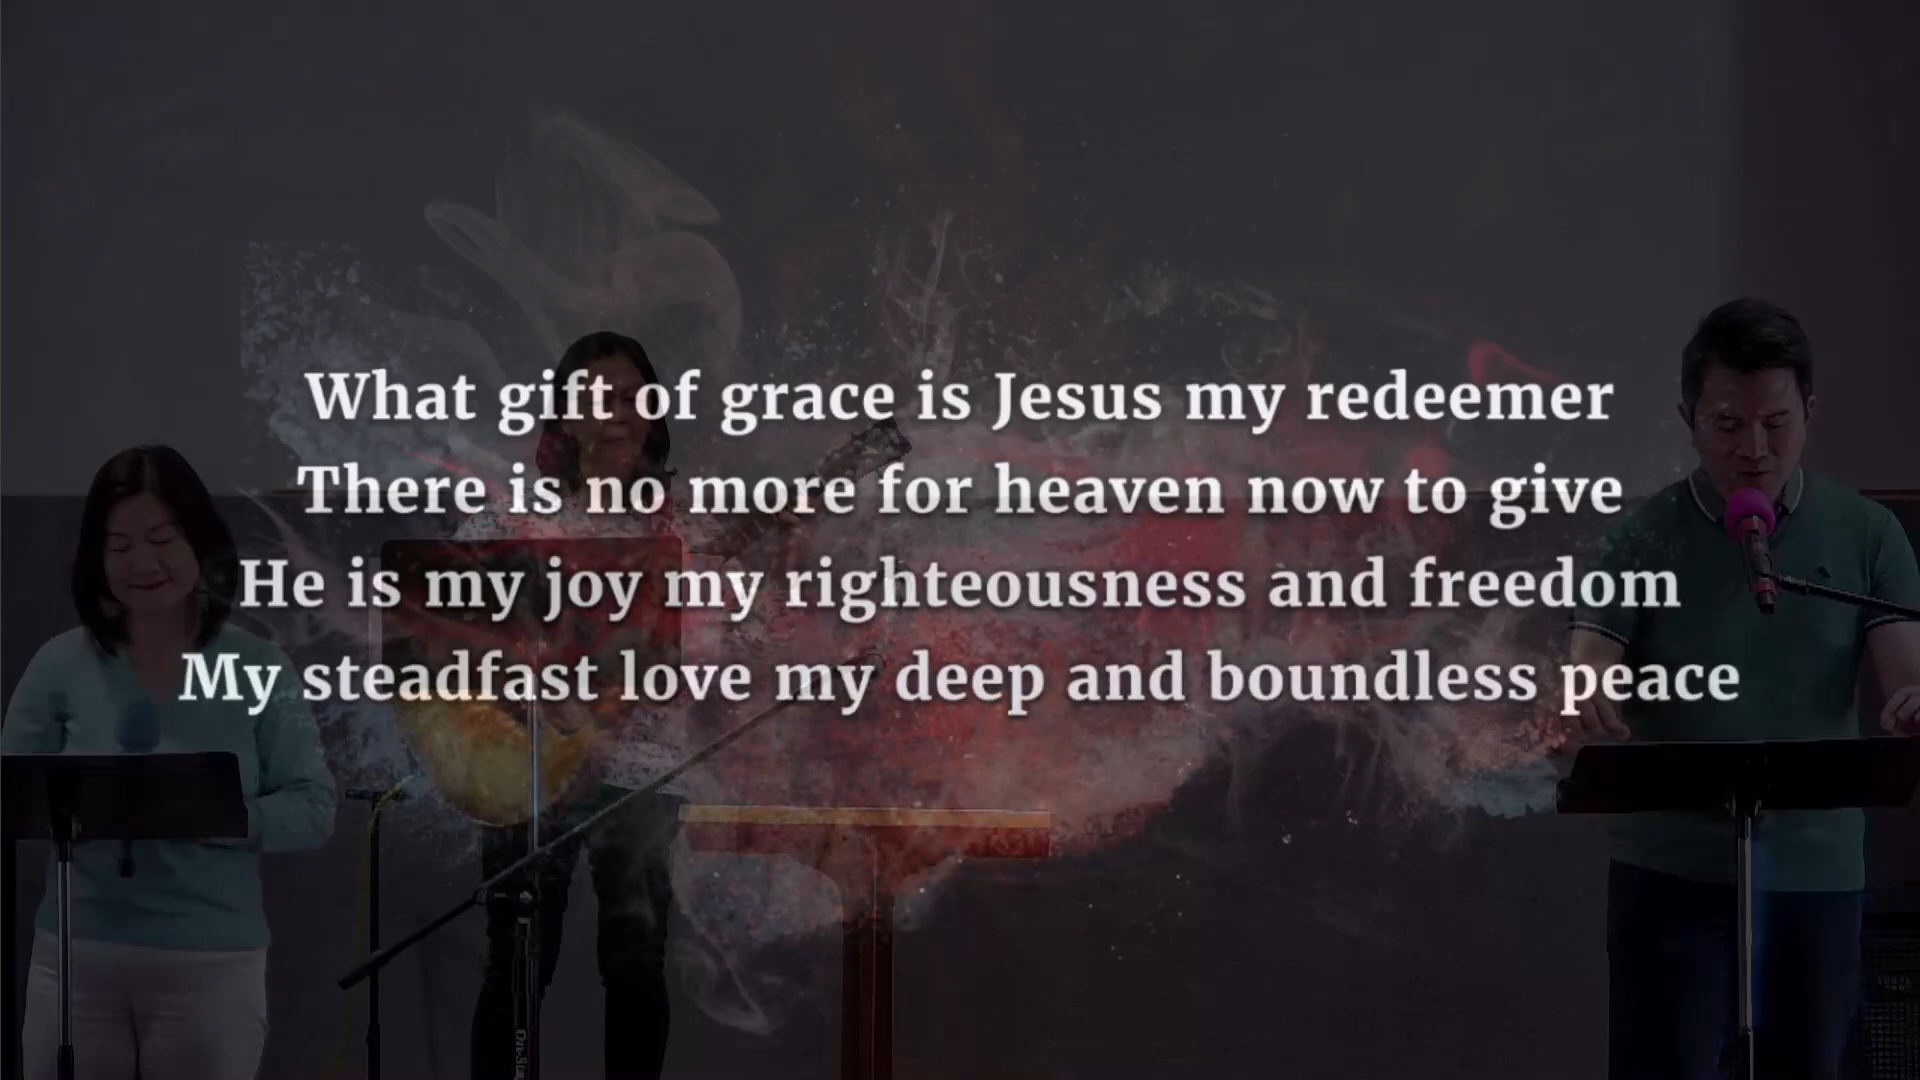 What gift of grace is Jesus my redeemer
There is no more for heaven now to give
He is my joy my righteousness and freedom
My steadfast love my deep and boundless peace